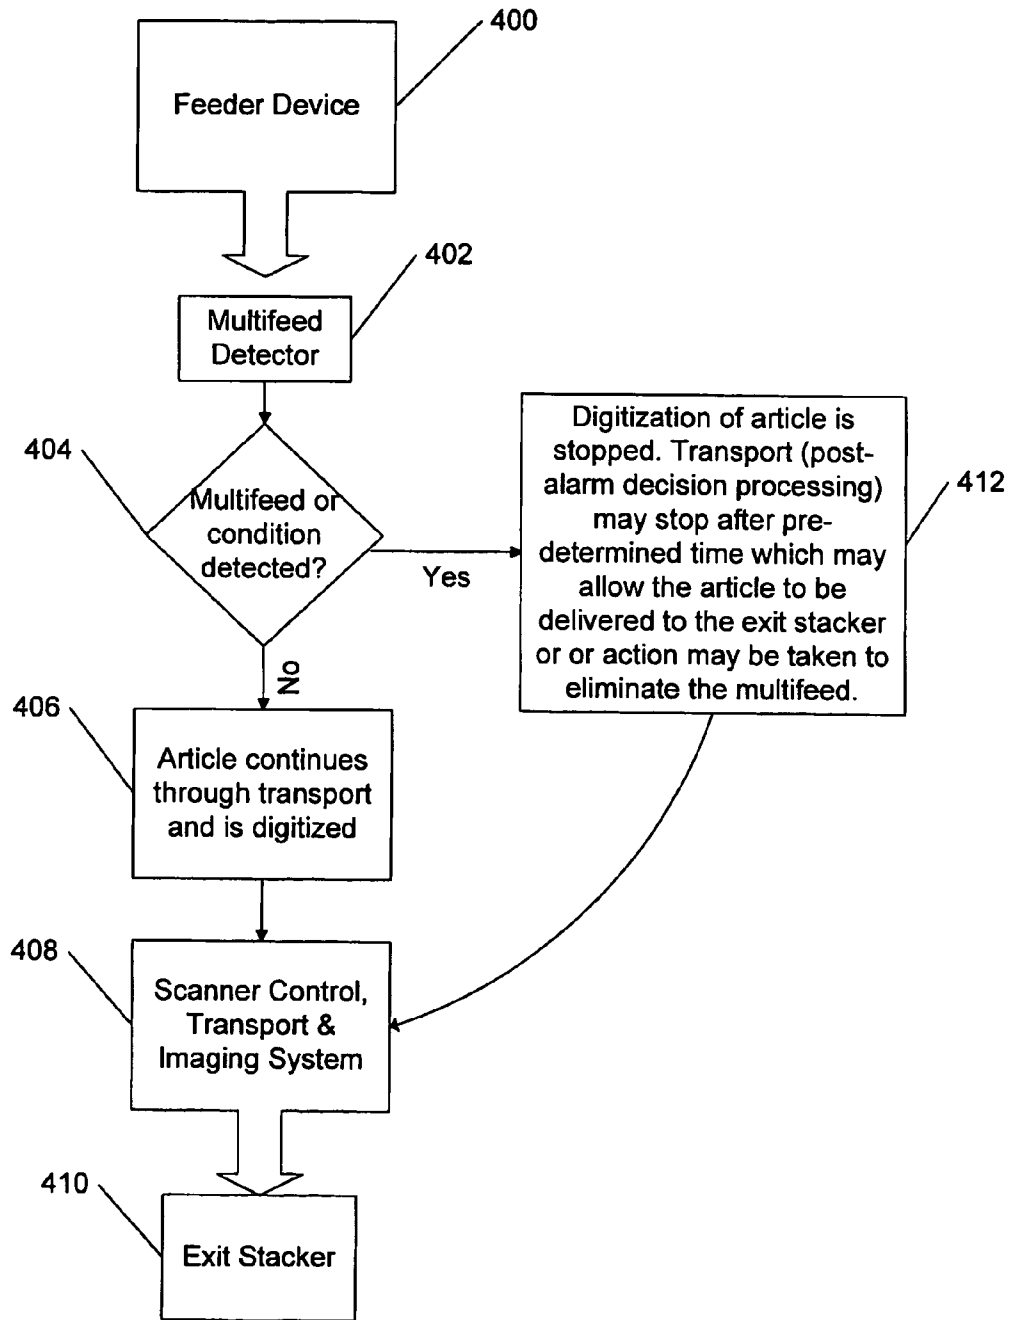 400
Feeder Device
402
Multifeed
Detector
404
Multifeed or
condition
detected?
Yes
No
Digitization of article is
stopped. Transport (post-
alarm decision processing)
may stop after pre-
determined time which may
allow the article to be
delivered to the exit stacker
or or action may be taken to
eliminate the multifeed.
412
406
Article continues
through transport
and is digitized
408
Scanner Control,
Transport &
Imaging System
410
Exit Stacker